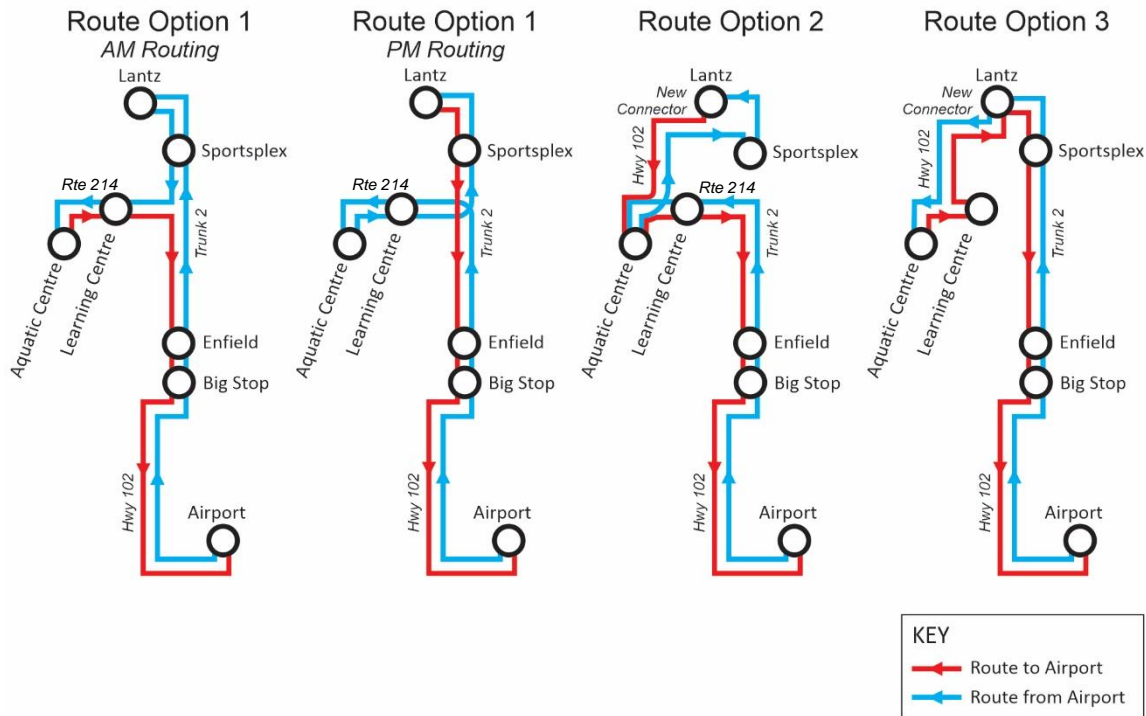 Route Option 1
AM Routing
Lantz
Sportsplex
Rte 214
Trunk 2
Aquatic Centre
Learning Centre
Enfield
Big Stop
Hwy 102
Airport
Route Option 1
PM Routing
Lantz
Sportsplex
Rte 214
Trunk 2
Aquatic Centre
Learning Centre
Enfield
Big Stop
Hwy 102
Airport
Route Option 2
Lantz
New
Connector
Hwy 102
Sportsplex
Rte 214
Trunk 2
Aquatic Centre
Learning Centre
Enfield
Big Stop
Hwy 102
Airport
Route Option 3
Lantz
New
Connector
Hwy 102
Sportsplex
Trunk 2
Aquatic Centre
Learning Centre
Enfield
Big Stop
Hwy 102
Airport
KEY
Route to Airport
Route from Airport